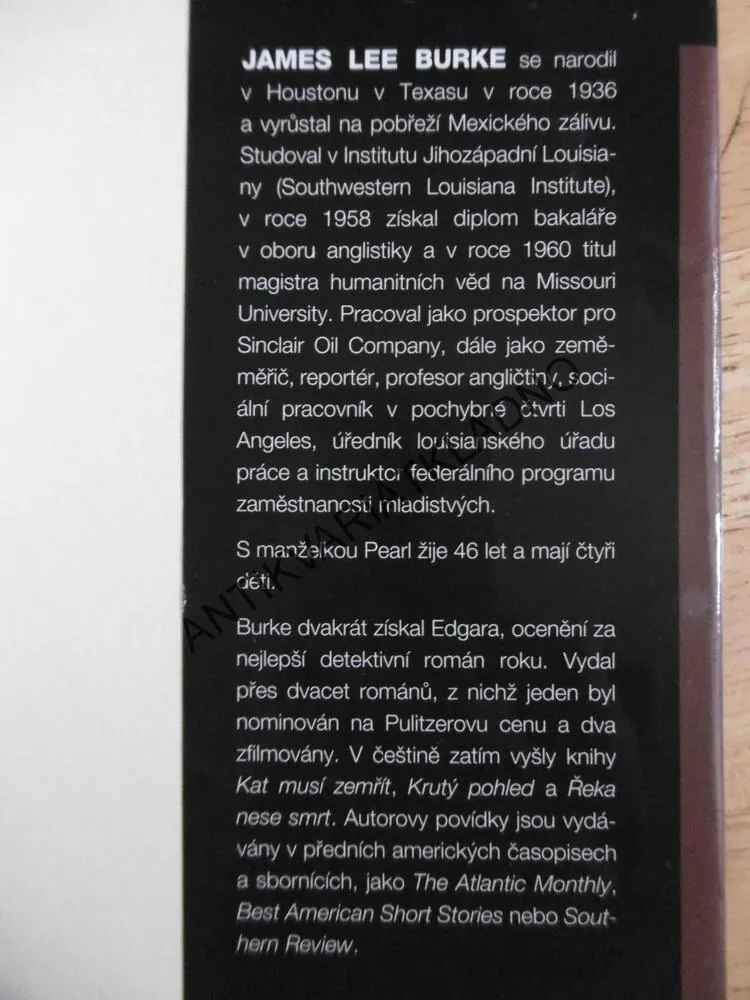 JAMES LEE BURKE se narodil
v Houstonu v Texasu v roce 1936
a vyrůstal na pobřeží Mexického zálivu.
Studoval v Institutu Jihozápadní Louisia-
ny (Southwestern Louisiana Institute),
v roce 1958 získal diplom bakaláře
v oboru anglistiky a v roce 1960 titul
magistra humanitních věd na Missouri
University. Pracoval jako prospektor pro
Sinclair Oil Company, dále jako země-
měřič, reportér, profesor angličtiny, soci-
ální pracovník v pochybné čtvrti Los
Angeles, úředník louisianského úřadu
práce a instruktor federálního programu
zaměstnanosti mladistvých.
S manželkou Pearl žije 46 let a mají čtyři
děti.
Burke dvakrát získal Edgara, ocenění za
nejlepší detektivní román roku. Vydal
přes dvacet románů, z nichž jeden byl
nominován na Pulitzerovu cenu a dva
zfilmovány. V češtině zatím vyšly knihy
Kat musí zemřít, Krutý pohled a Řeka
nese smrt. Autorovy povídky jsou vydá-
vány v předních amerických časopisech
a sbornících, jako The Atlantic Monthly,
Best American Short Stories nebo Sout-
hern Review.
ANTIKVARIATKLADNO